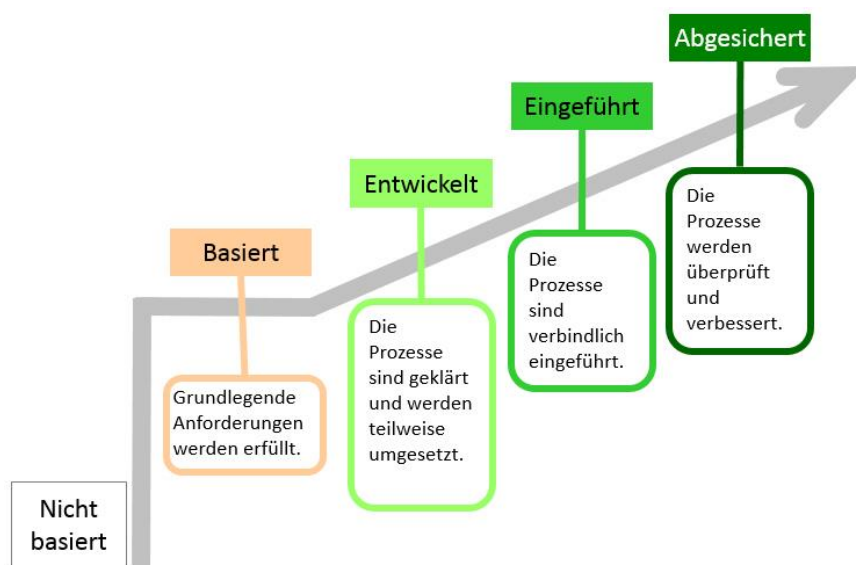 Abgesichert
Eingeführt
Entwickelt
Basiert
Die
Prozesse
werden
überprüft
und
verbessert.
Die
Prozesse
sind
verbindlich
eingeführt.
Die
Prozesse
sind geklärt
und werden
teilweise
umgesetzt.
Grundlegende
Anforderungen
werden erfüllt.
Nicht
basiert